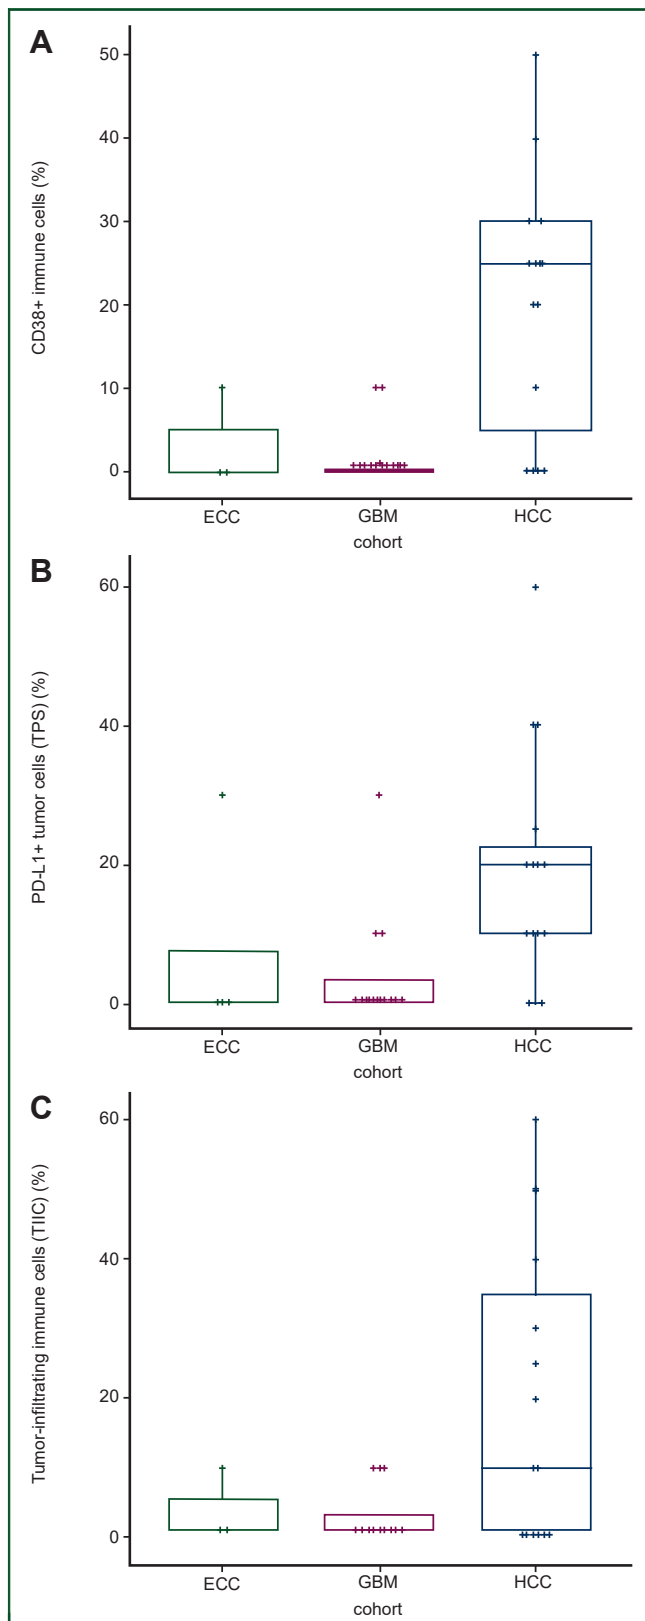 A
CD38+ immune cells (%)
50
40
30
20
10
0
ECC GBM HCC
cohort
B
PD-L1+ tumor cells (TPS) (%)
60
40
20
0
ECC GBM HCC
cohort
C
Tumor-infiltrating immune cells (TIIC) (%)
60
40
20
0
ECC GBM HCC
cohort